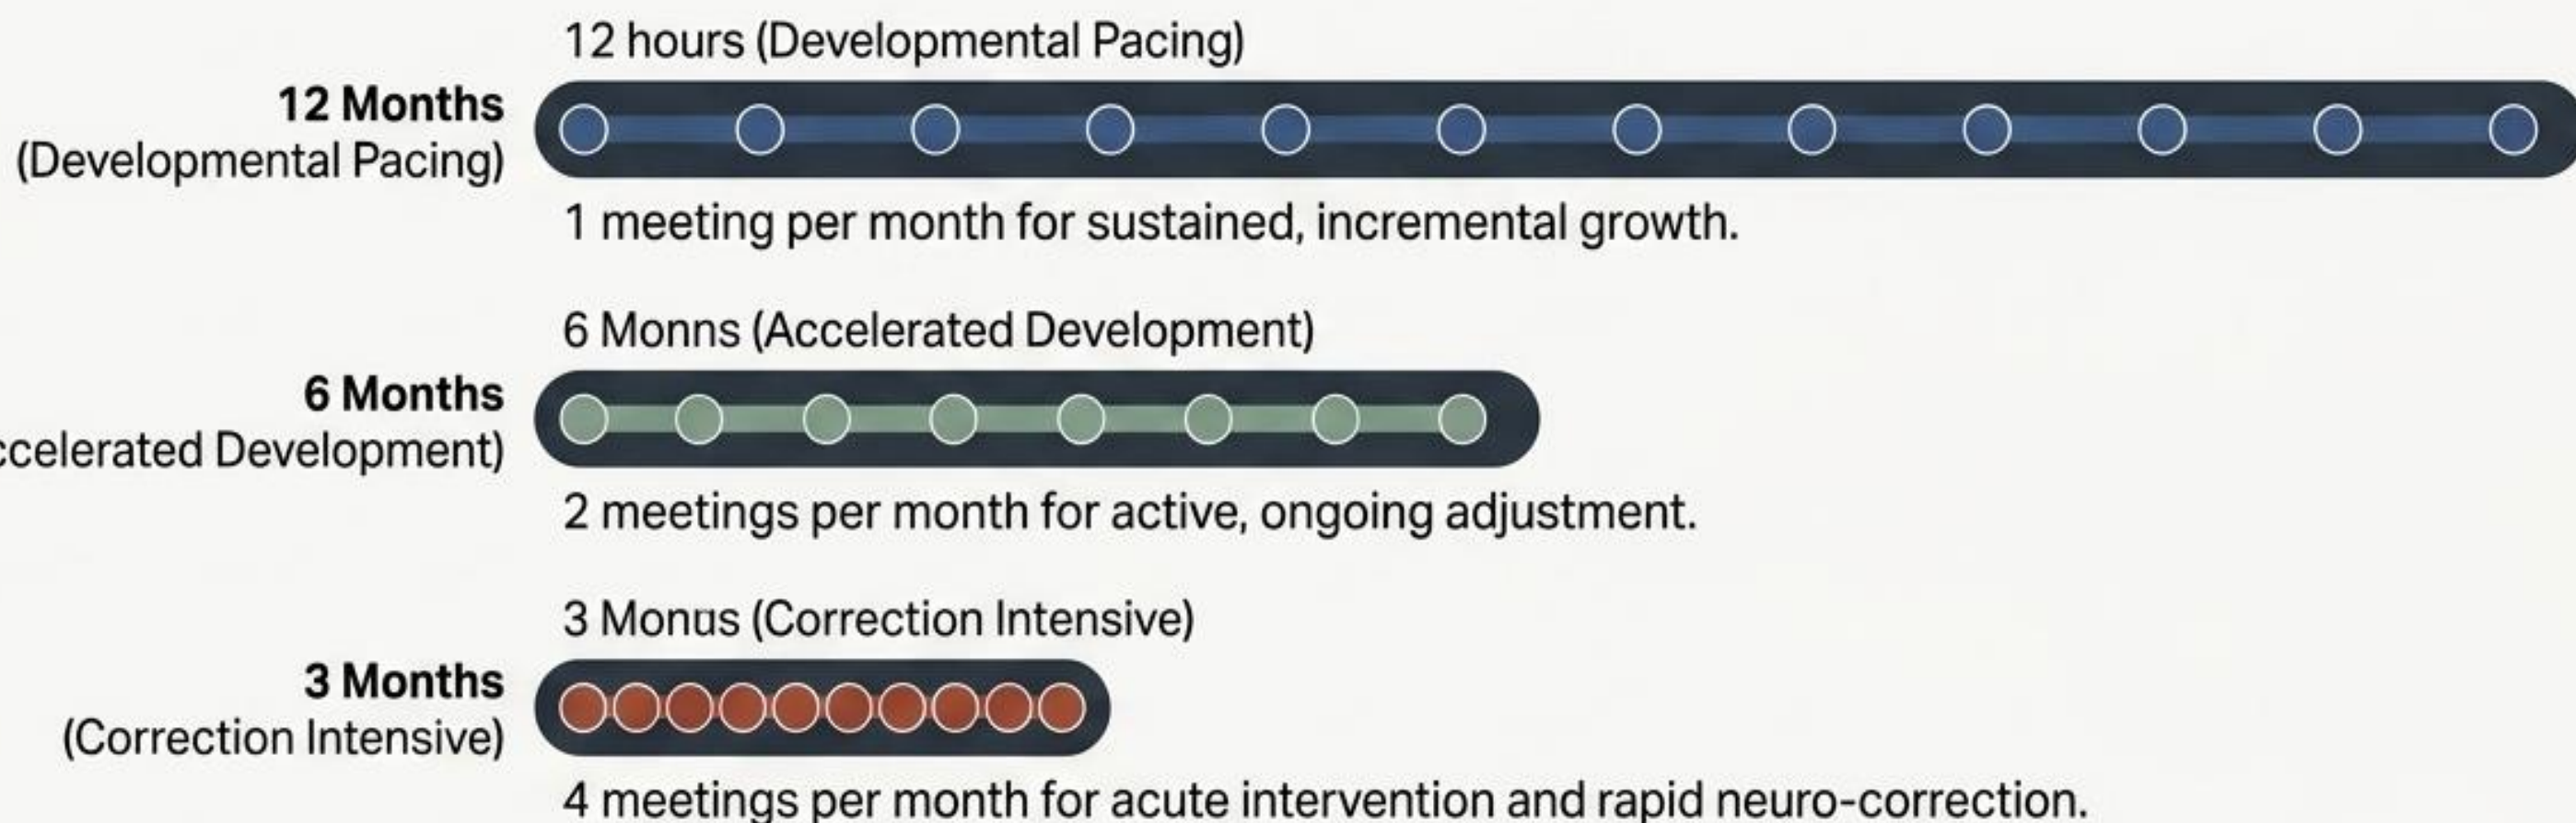 12 hours (Developmental Pacing)
12 Months
(Developmental Pacing)
1 meeting per month for sustained, incremental growth.
6 Monns (Accelerated Development)
6 Months
ccelerated Development)
2 meetings per month for active, ongoing adjustment.
3 Monus (Correction Intensive)
3 Months
(Correction Intensive)
4 meetings per month for acute intervention and rapid neuro-correction.